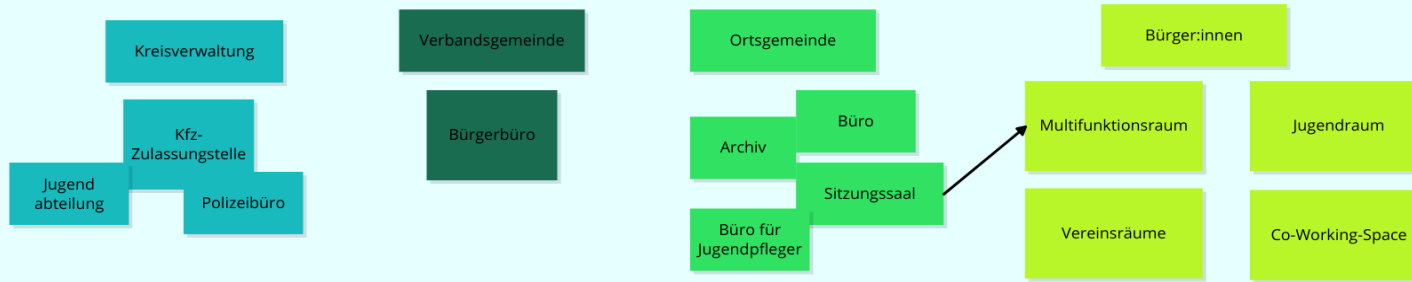 Kreisverwaltung
Kfz-
Zulassungstelle
Jugend
abteilung
Polizeibüro
Verbandsgemeinde
Bürgerbüro
Ortsgemeinde
Büro
Archiv
Sitzungssaal
Büro für
Jugendpfleger
Bürger:innen
Multifunktionsraum
Jugendraum
Vereinsräume
Co-Working-Space